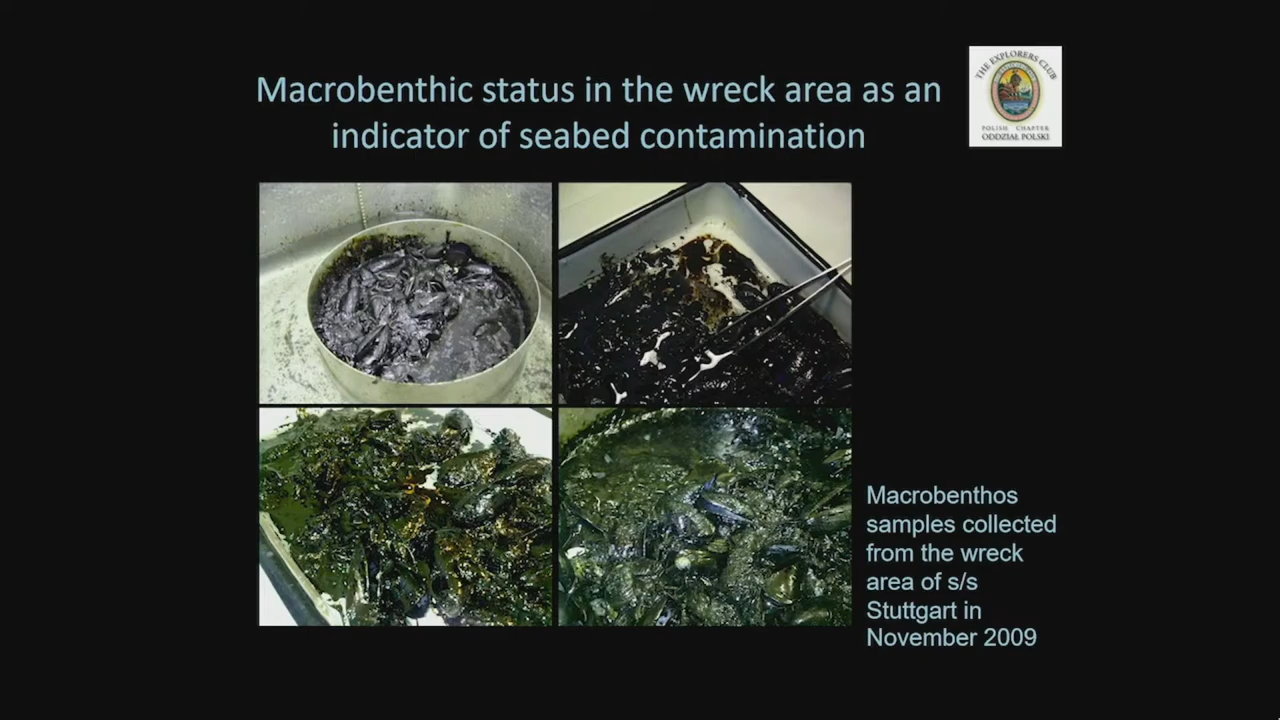 Macrobenthic status in the wreck area as an
indicator of seabed contamination
THE EXPLORERS CLUB
POLISH CHAPTER
ODDZIAŁ POLSKI
Macrobenthos
samples collected
from the wreck
area of s/s
Stuttgart in
November 2009